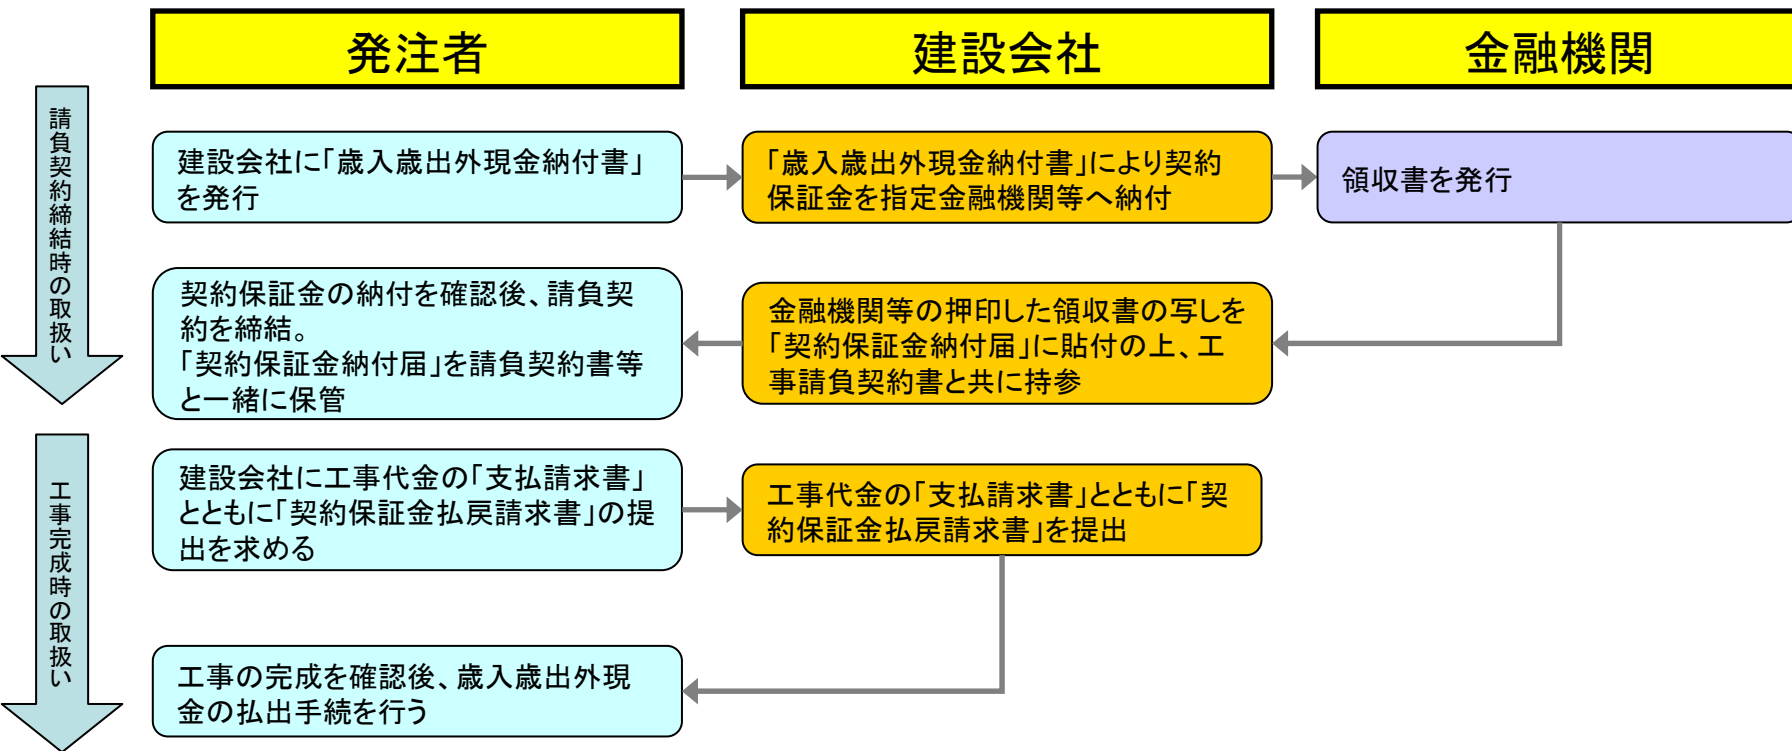 発注者
建設会社
金融機関
請負契約締結時の取扱い
建設会社に「歳入歳出外現金納付書」
を発行
「歳入歳出外現金納付書」により契約
保証金を指定金融機関等へ納付
領収書を発行
契約保証金の納付を確認後、請負契
約を締結。
「契約保証金納付届」を請負契約書等
と一緒に保管
金融機関等の押印した領収書の写しを
「契約保証金納付届」に貼付の上、工
事請負契約書と共に持参
工事完成時の取扱い
建設会社に工事代金の「支払請求書」
とともに「契約保証金払戻請求書」の提
出を求める
工事代金の「支払請求書」とともに「契
約保証金払戻請求書」を提出
工事の完成を確認後、歳入歳出外現
金の払出手続を行う